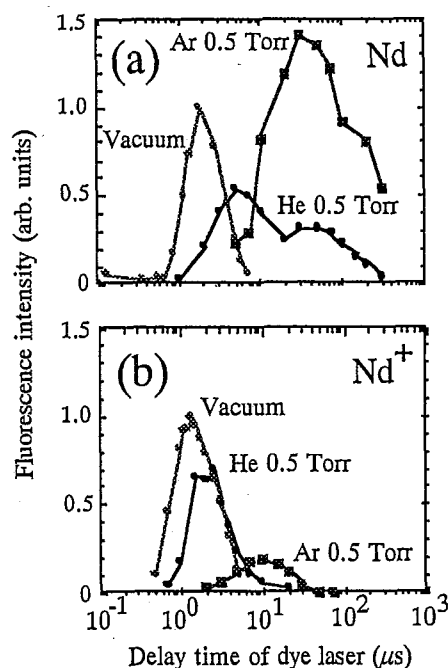 Fluorescence intensity (arb. units)
1.5
1.0
0.5
0
(a)
Ar 0.5 Torr
Nd
Vacuum
He 0.5 Torr
1.5
1.0
0.5
0
(b)
Nd+
Vacuum
He 0.5 Torr
Ar 0.5 Torr
10-1 100 101 102 103
Delay time of dye laser (μs)